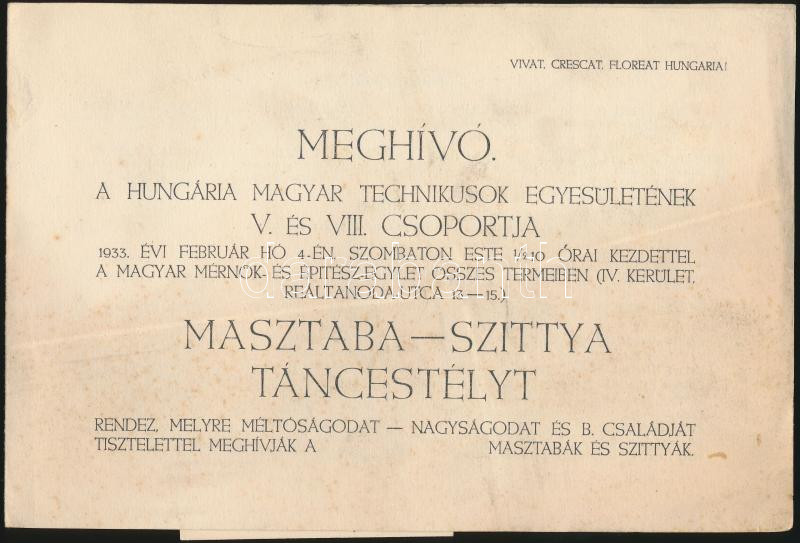 VIVAT, CRESCAT, FLOREAT HUNGARIA!
MEGHÍVÓ.
A HUNGÁRIA MAGYAR TECHNIKUSOK EGYESÜLETÉNEK
V. ÉS VIII. CSOPORTJA
1933. ÉVI FEBRUÁR HÓ 4-ÉN, SZOMBATON ESTE ½10 ÓRAI KEZDETTEL
A MAGYAR MÉRNÖK- ÉS ÉPITÉSZ-EGYLET ÖSSZES TERMEIBEN (IV. KERÜLET,
REÁLTANODA-UTCA 13—15.)
MASZTABA—SZITTYA
TÁNCESTÉLYT
RENDEZ, MELYRE MÉLTÓSÁGODAT — NAGYSÁGODAT ÉS B. CSALÁDJÁT
TISZTELETTEL MEGHÍVJÁK A MASZTABÁK ÉS SZITTYÁK.